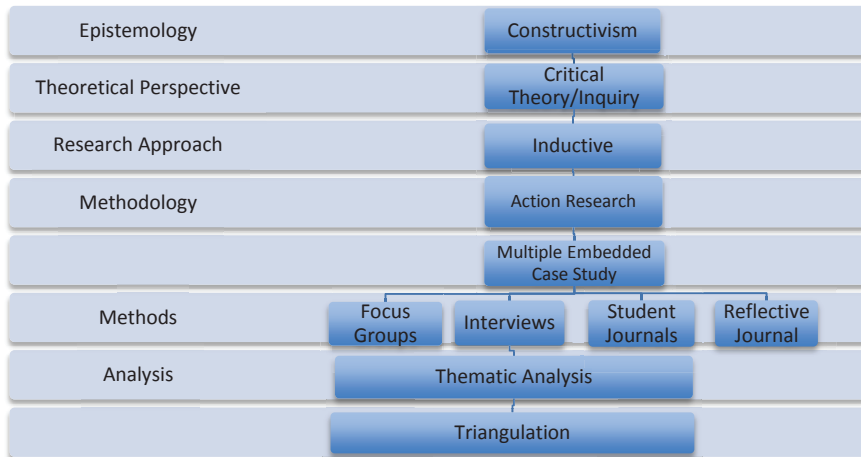 Epistemology
Constructivism
Theoretical Perspective
Critical
Theory/Inquiry
Research Approach
Inductive
Methodology
Action Research
Multiple Embedded
Case Study
Methods
Focus
Groups
Interviews
Student
Journals
Reflective
Journal
Analysis
Thematic Analysis
Triangulation